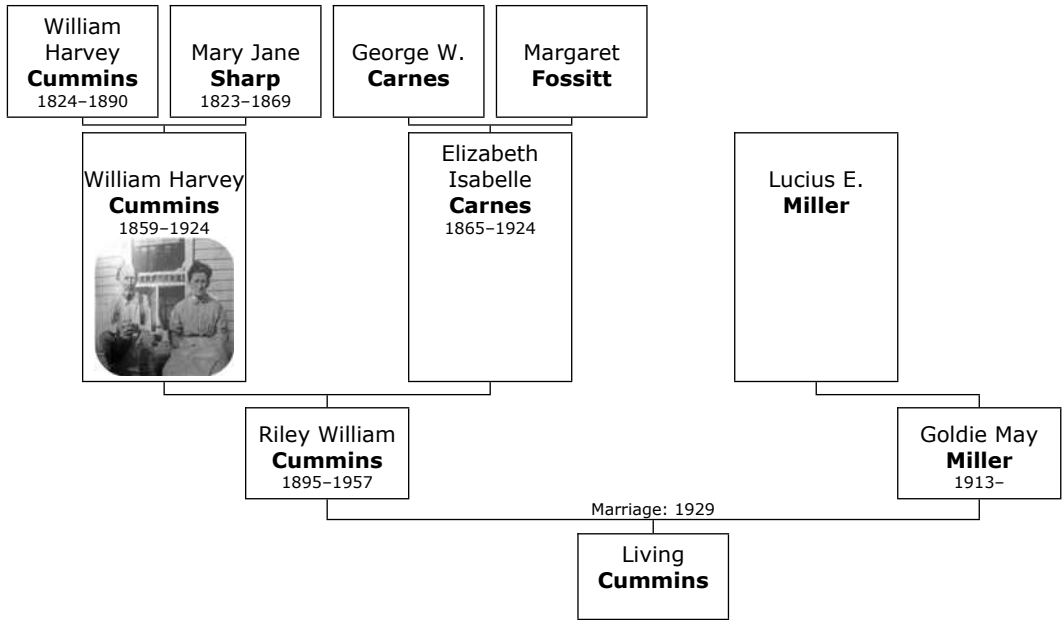 William
Harvey
Cummins
1824–1890
Mary Jane
Sharp
1823–1869
George W.
Carnes
Margaret
Fossitt
William Harvey
Cummins
1859–1924
Elizabeth
Isabelle
Carnes
1865–1924
Lucius E.
Miller
Riley William
Cummins
1895–1957
Goldie May
Miller
1913–
Marriage: 1929
Living
Cummins